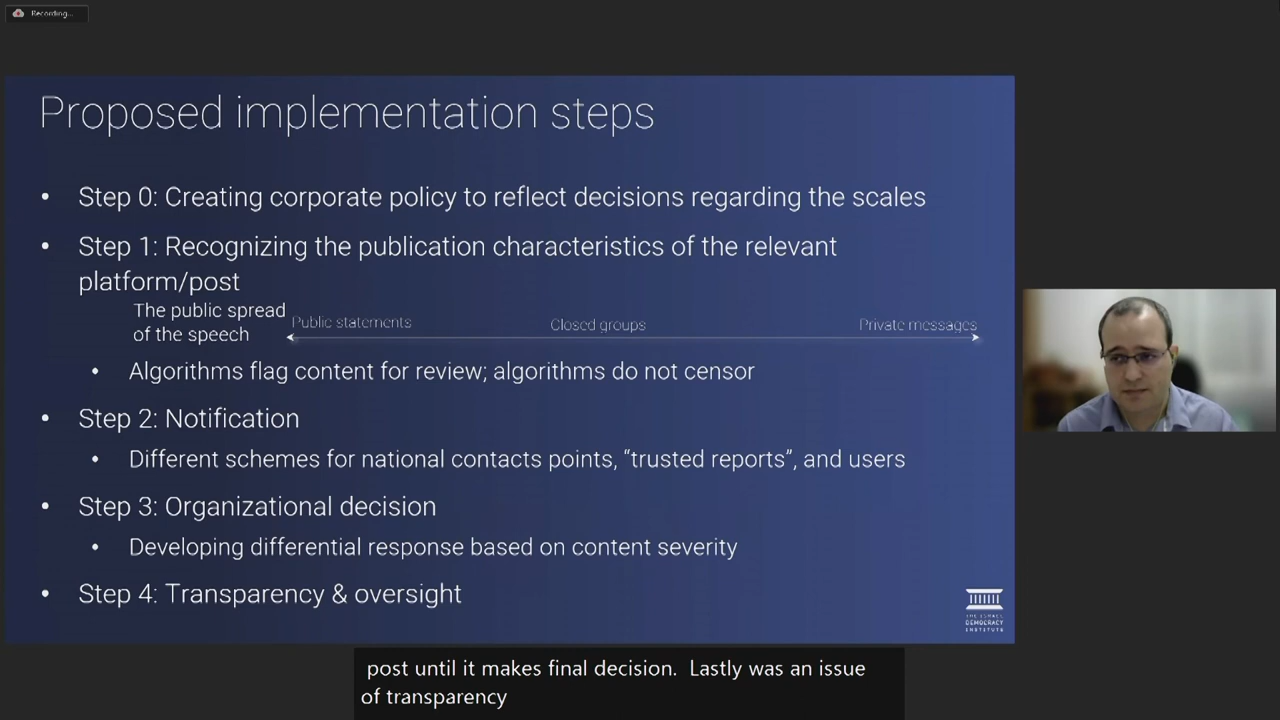 Recording...
Proposed implementation steps
• Step 0: Creating corporate policy to reflect decisions regarding the scales
• Step 1: Recognizing the publication characteristics of the relevant
platform/post
The public spread
of the speech
Public statements
Closed groups
Private messages
• Algorithms flag content for review; algorithms do not censor
• Step 2: Notification
• Different schemes for national contacts points, “trusted reports”, and users
• Step 3: Organizational decision
• Developing differential response based on content severity
• Step 4: Transparency & oversight
THE ISRAEL
DEMOCRACY
INSTITUTE
post until it makes final decision. Lastly was an issue
of transparency